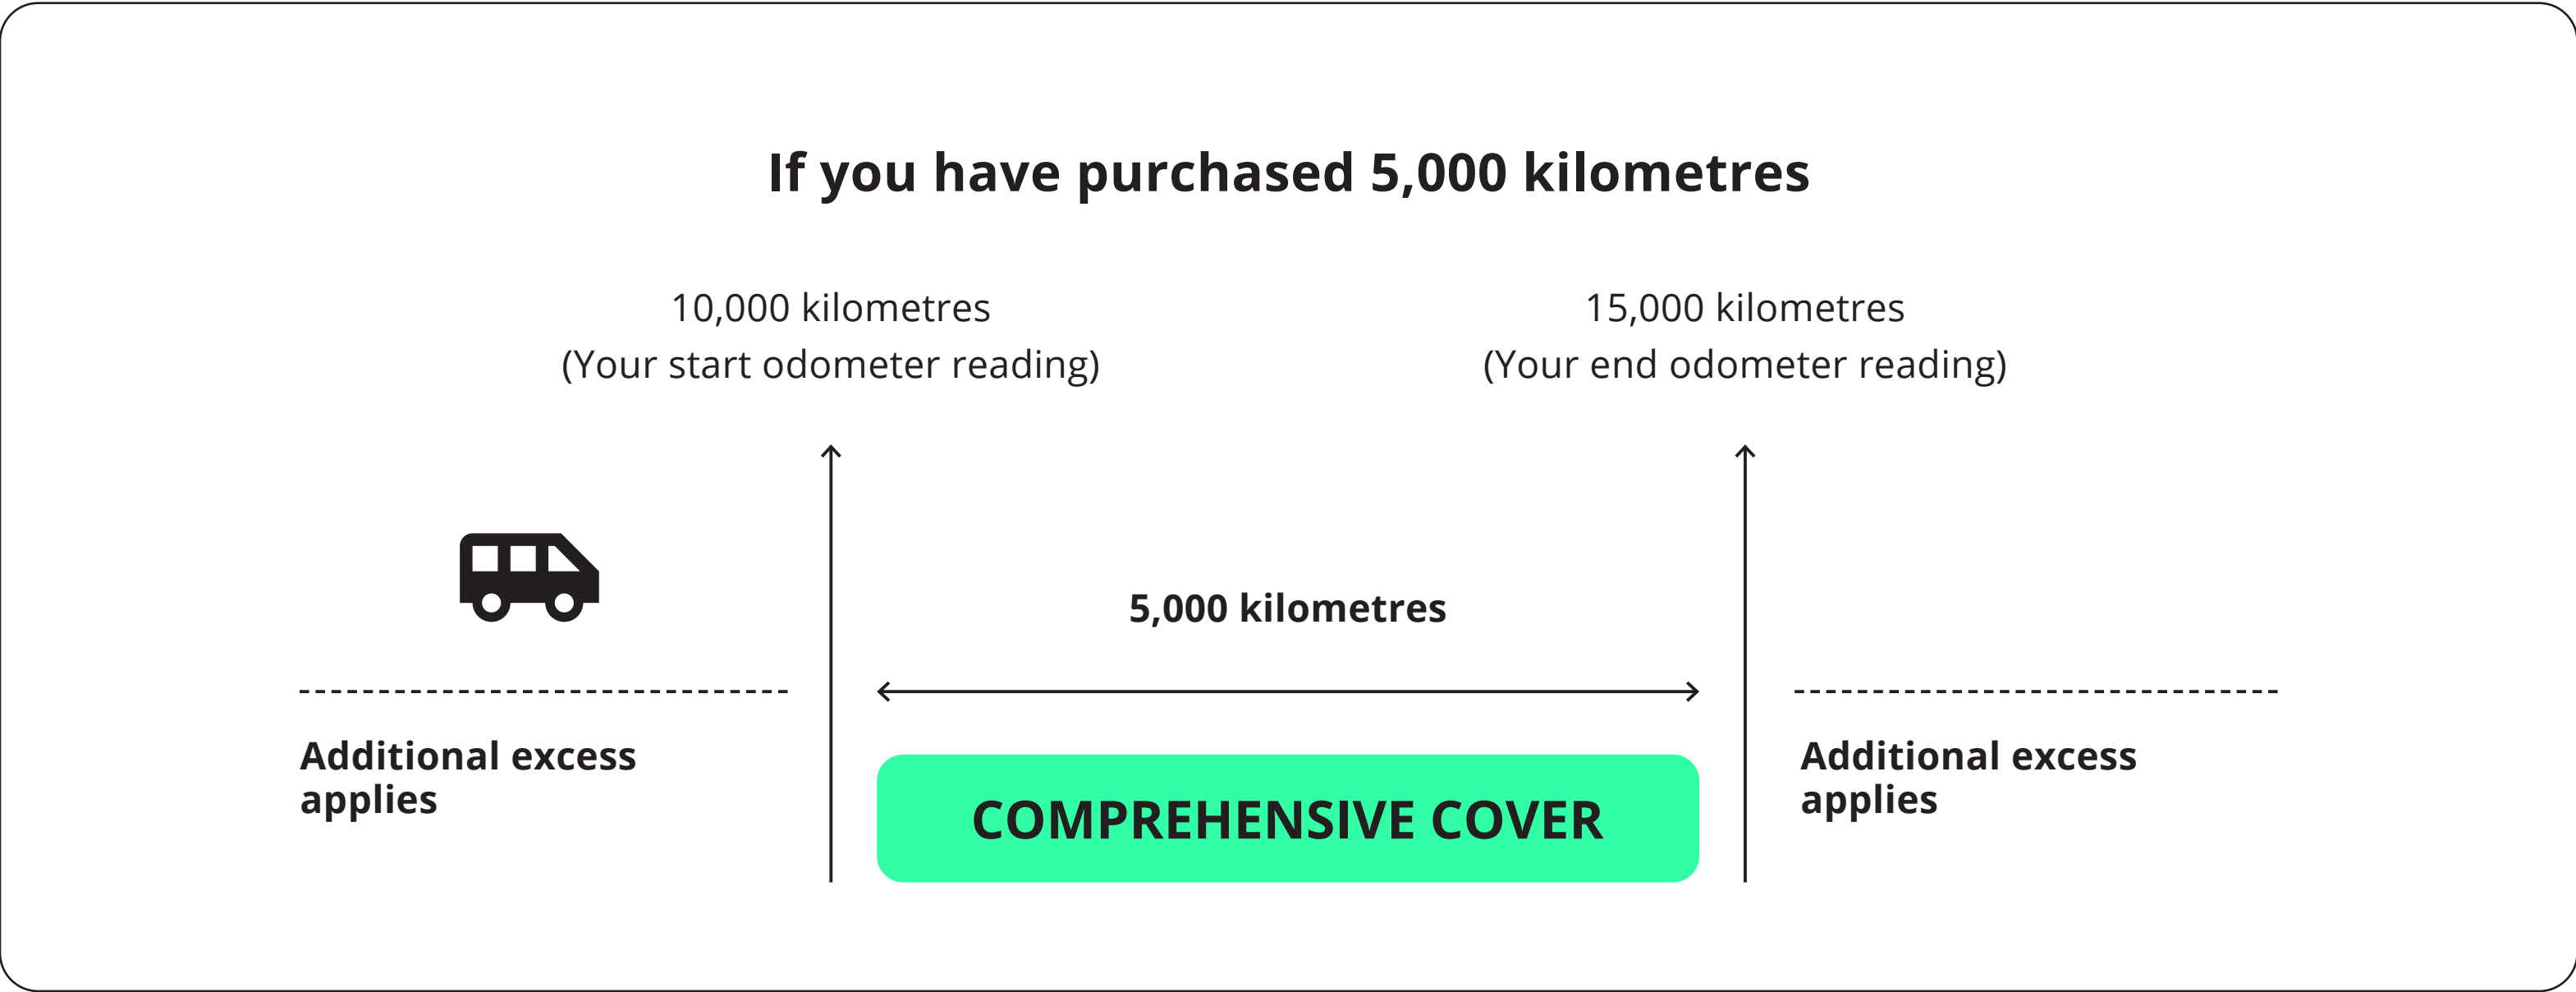 If you have purchased 5,000 kilometres
10,000 kilometres
(Your start odometer reading)
15,000 kilometres
(Your end odometer reading)
5,000 kilometres
Additional excess
applies
COMPREHENSIVE COVER
Additional excess
applies